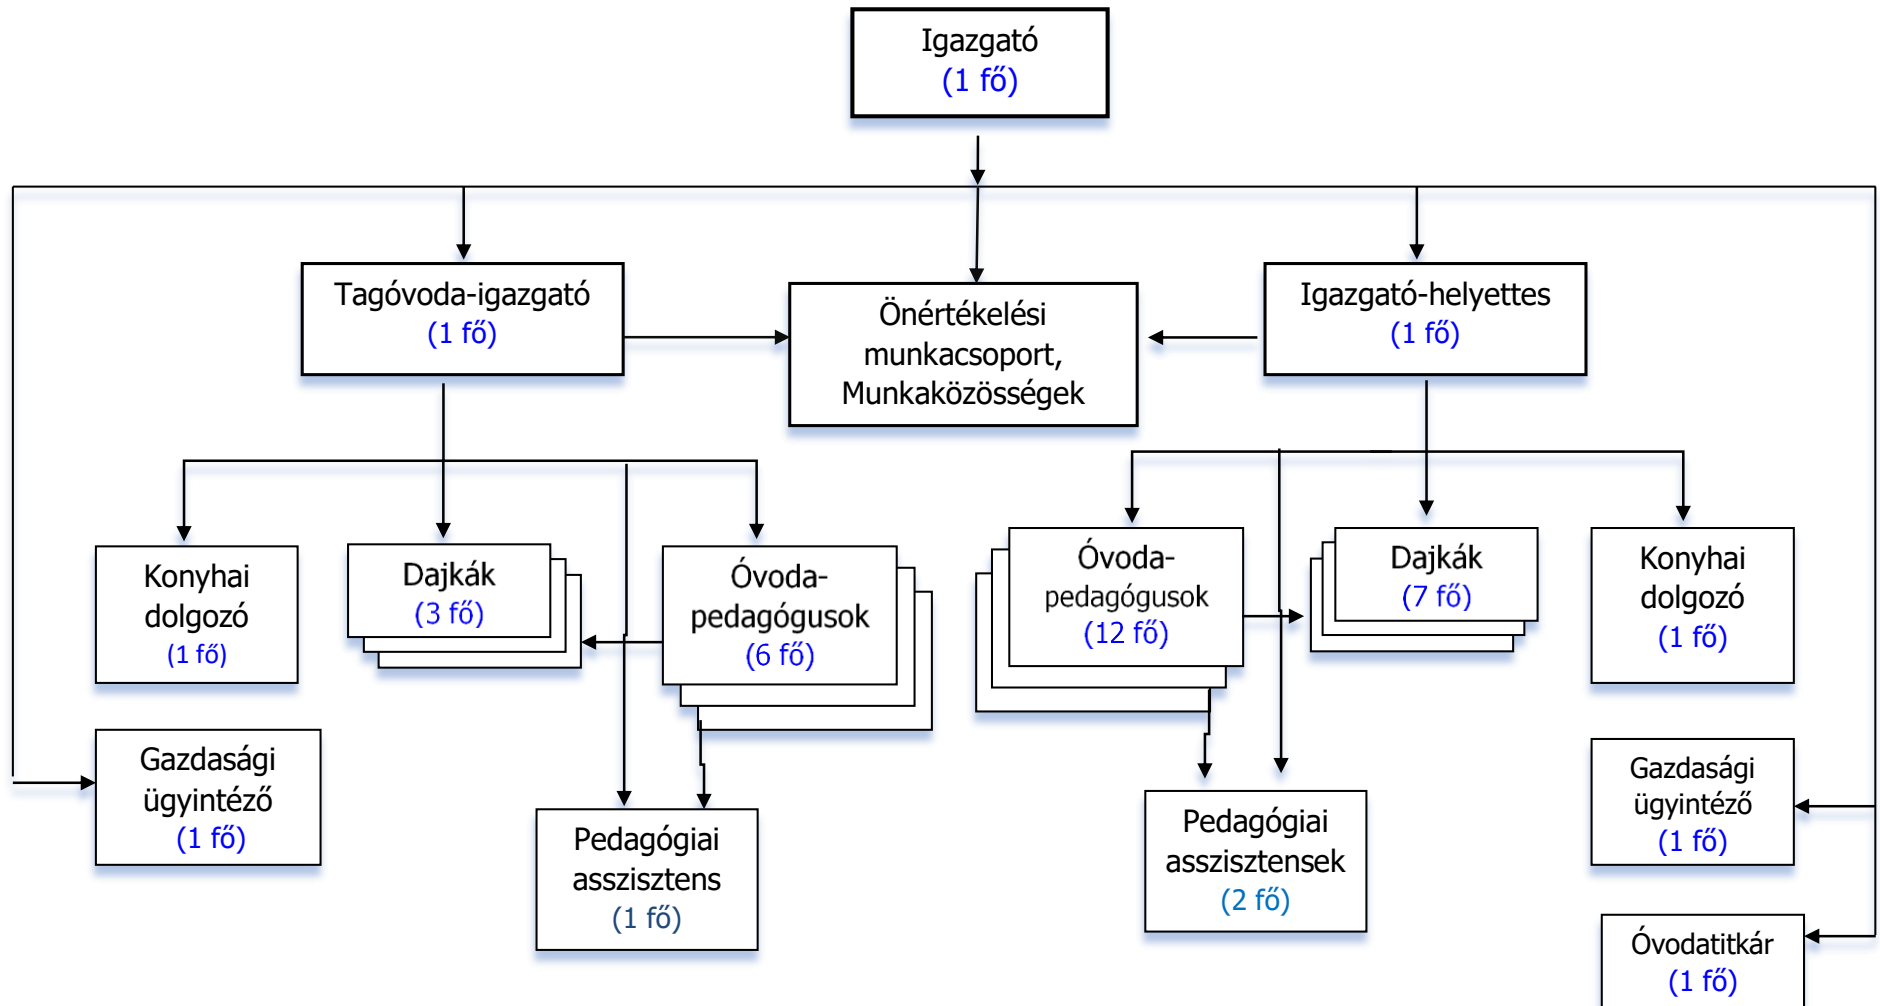 Igazgató
(1 fő)
Tagóvoda-igazgató
(1 fő)
Önértékelési
munkacsoport,
Munkaközösségek
Igazgató-helyettes
(1 fő)
Konyhai
dolgozó
(1 fő)
Dajkák
(3 fő)
Óvoda-
pedagógusok
(6 fő)
Óvoda-
pedagógusok
(12 fő)
Dajkák
(7 fő)
Konyhai
dolgozó
(1 fő)
Gazdasági
ügyintéző
(1 fő)
Pedagógiai
asszisztens
(1 fő)
Pedagógiai
asszisztensek
(2 fő)
Gazdasági
ügyintéző
(1 fő)
Óvodatitkár
(1 fő)